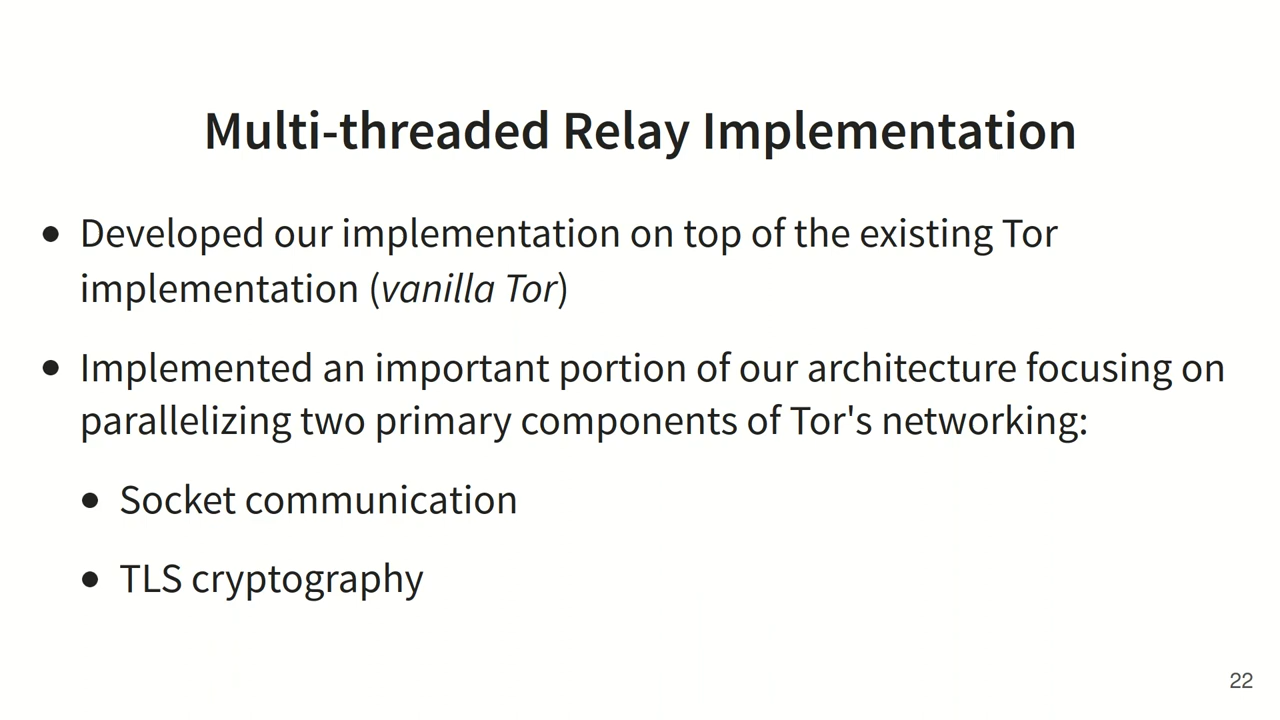 Multi-threaded Relay Implementation
• Developed our implementation on top of the existing Tor
implementation (vanilla Tor)
• Implemented an important portion of our architecture focusing on
parallelizing two primary components of Tor's networking:
• Socket communication
• TLS cryptography
22